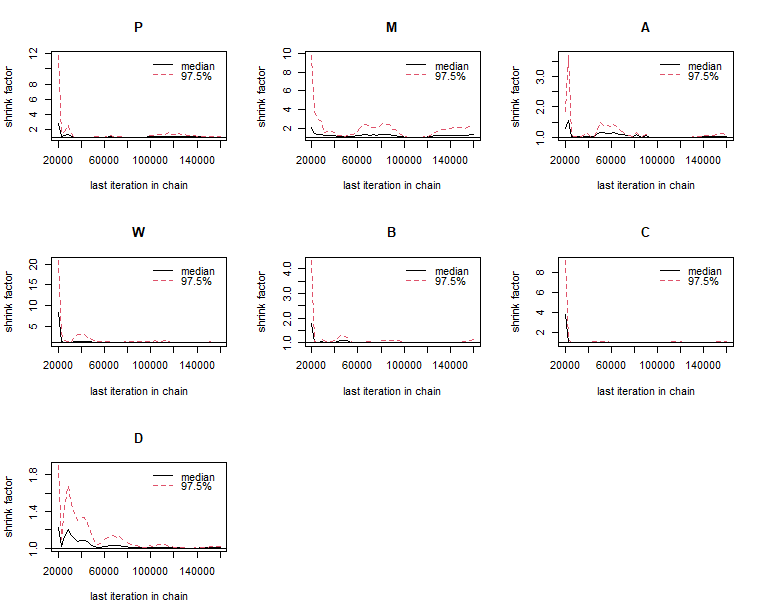 P
shrink factor
12
8
6
4
2
median
97.5%
20000 60000 100000 140000
last iteration in chain
M
shrink factor
10
8
6
4
2
median
97.5%
20000 60000 100000 140000
last iteration in chain
A
shrink factor
3.0
2.0
1.0
median
97.5%
20000 60000 100000 140000
last iteration in chain
W
shrink factor
20
15
10
5
median
97.5%
20000 60000 100000 140000
last iteration in chain
B
shrink factor
4.0
3.0
2.0
1.0
median
97.5%
20000 60000 100000 140000
last iteration in chain
C
shrink factor
8
6
4
2
median
97.5%
20000 60000 100000 140000
last iteration in chain
D
shrink factor
1.8
1.4
1.0
median
97.5%
20000 60000 100000 140000
last iteration in chain